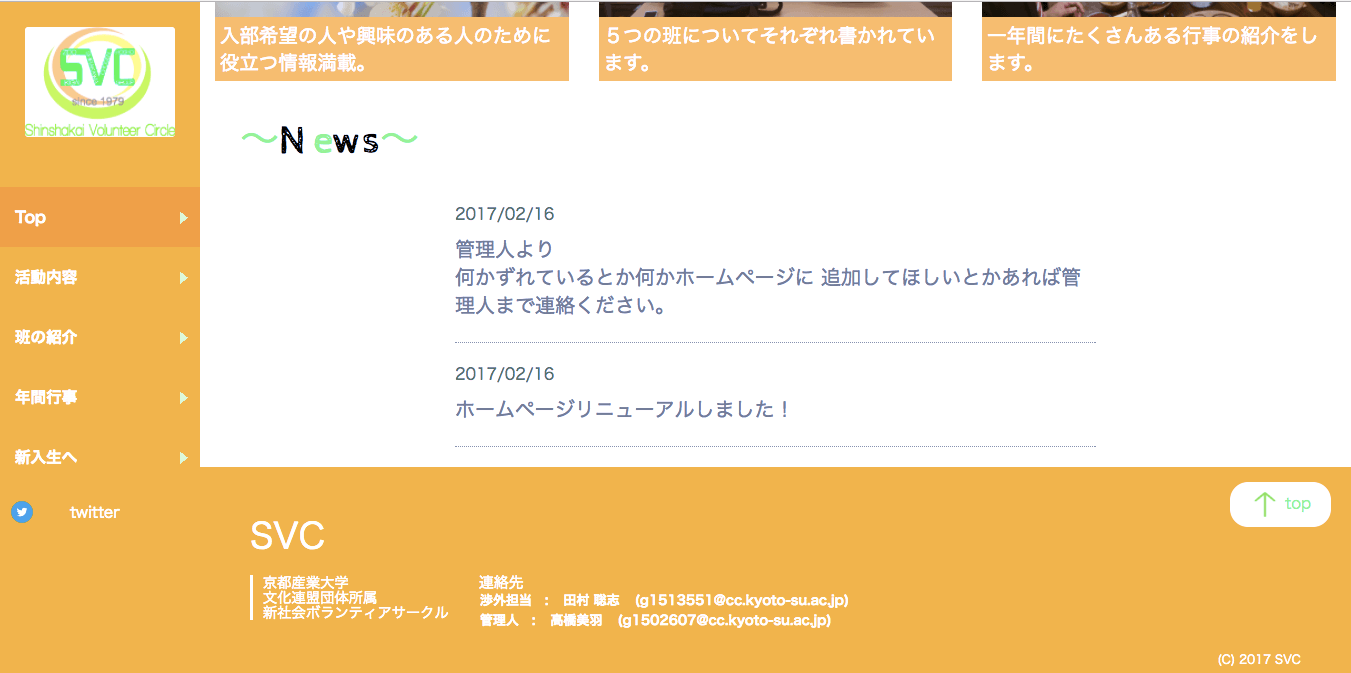 SVC
since 1979
Shinshakai Volunteer Circle
Top
活動内容
班の紹介
年間行事
新入生へ
twitter
入部希望の人や興味のある人のために
役立つ情報満載。
５つの班についてそれぞれ書かれてい
ます。
一年間にたくさんある行事の紹介をし
ます。
〜News〜
2017/02/16
管理人より
何かずれているとか何かホームページに 追加してほしいとかあれば管
理人まで連絡ください。
2017/02/16
ホームページリニューアルしました！
top
SVC
京都産業大学
文化連盟団体所属
新社会ボランティアサークル
連絡先
渉外担当　：　田村 聡志　(g1513551@cc.kyoto-su.ac.jp)
管理人　：　高橋美羽　(g1502607@cc.kyoto-su.ac.jp)
(C) 2017 SVC